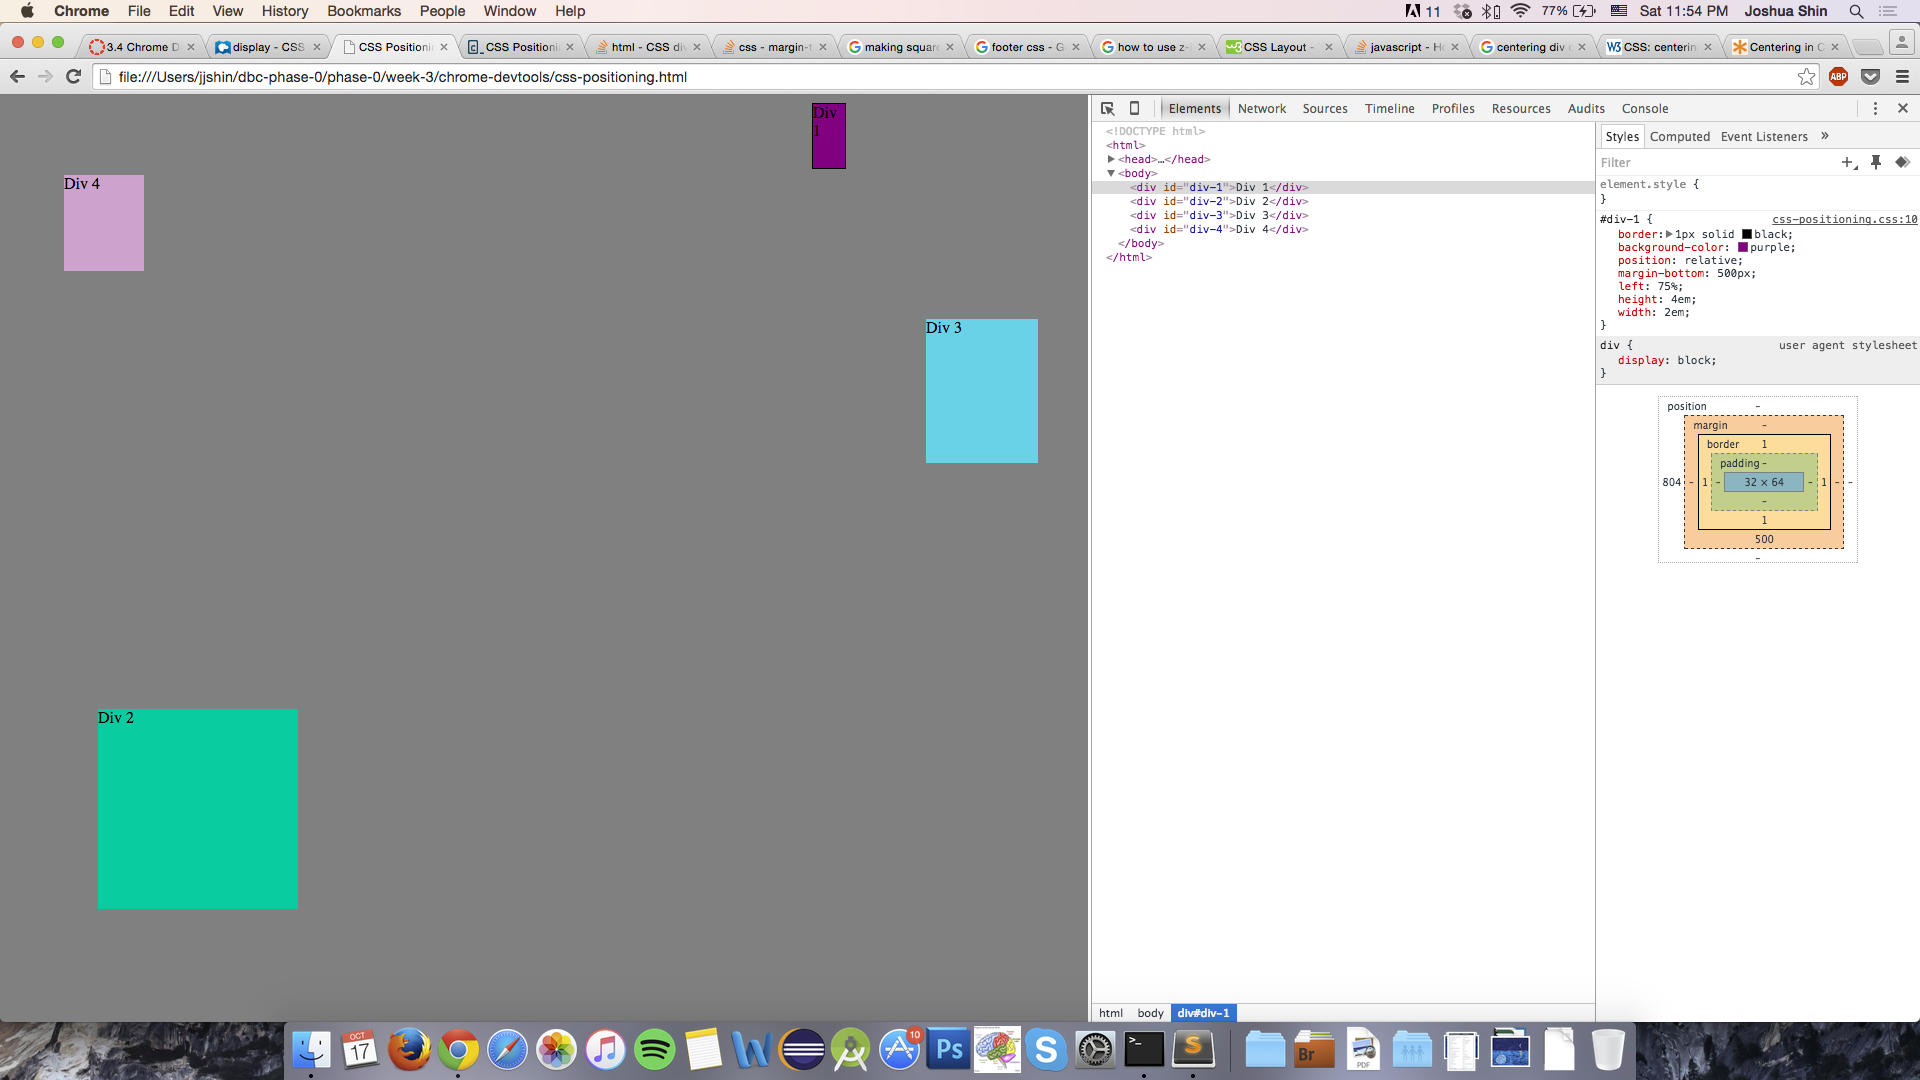 Chrome File Edit View History Bookmarks People Window Help 11 77% Sat 11:54 PM Joshua Shin
3.4 Chrome D display - CSS CSS Positioni CSS Positioni html - CSS div css - margin-t making squar footer css - G how to use z- CSS Layout - javascript - H centering div c CSS: centerin Centering in C
file:///Users/jjshin/dbc-phase-0/phase-0/week-3/chrome-devtools/css-positioning.html ABP
Div
1
Div 4
Div 3
Div 2
Elements Network Sources Timeline Profiles Resources Audits Console
<!DOCTYPE html>
<html>
<head>…</head>
<body>
<div id="div-1">Div 1</div>
<div id="div-2">Div 2</div>
<div id="div-3">Div 3</div>
<div id="div-4">Div 4</div>
</body>
</html>
html body div#div-1
Styles Computed Event Listeners »
Filter
element.style {
}
#div-1 { css-positioning.css:10
border: 1px solid black;
background-color: purple;
position: relative;
margin-bottom: 500px;
left: 75%;
height: 4em;
width: 2em;
}
div { user agent stylesheet
display: block;
}
position -
margin -
border 1
padding -
804 - 1 - 32 × 64 - 1 - -
-
1
500
-
OCT
17
10
Ps
Br
PDF